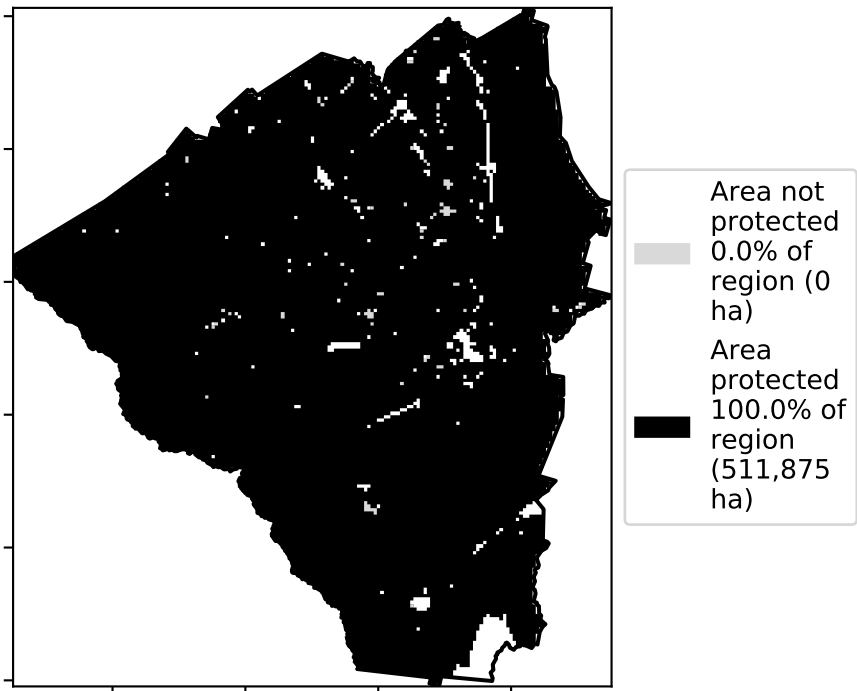 Area not
protected
0.0% of
region (0
ha)
Area
protected
100.0% of
region
(511,875
ha)